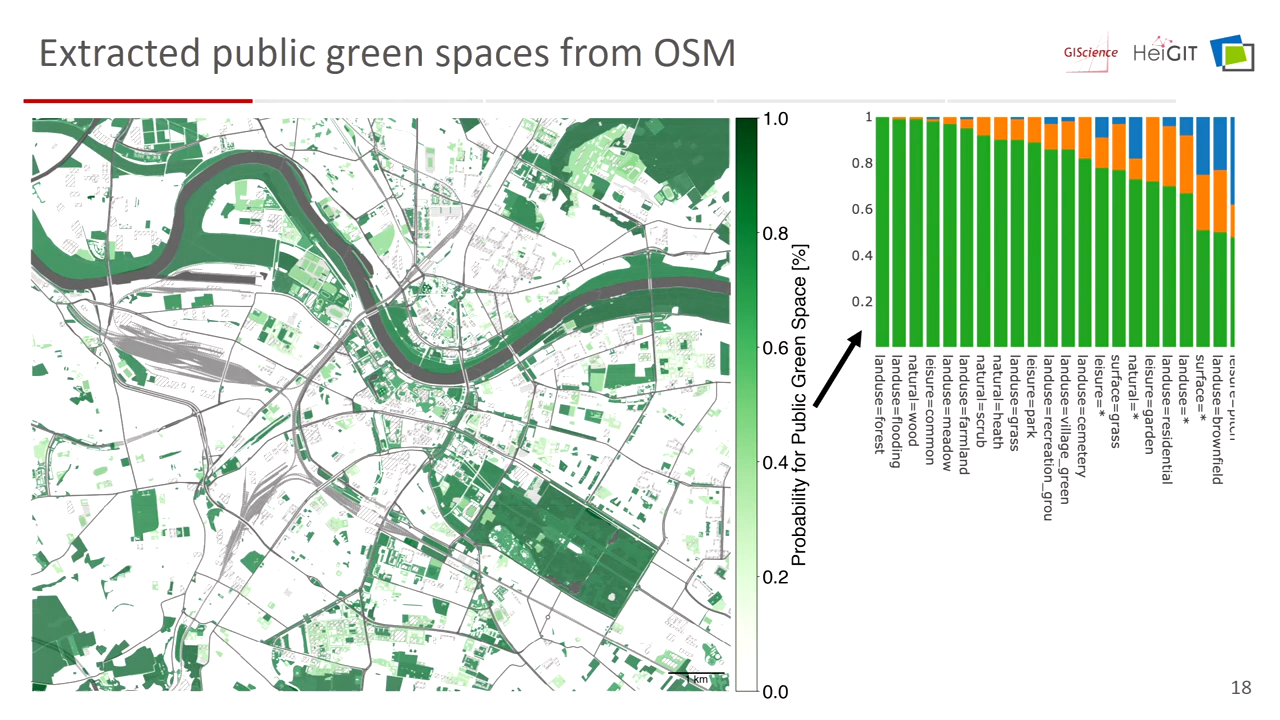 Extracted public green spaces from OSM
GIScience
HeiGIT
1.0
0.8
0.6
0.4
0.2
0.0
Probability for Public Green Space [%]
1 km
1
0.8
0.6
0.4
0.2
landuse=forest
landuse=flooding
natural=wood
leisure=common
landuse=meadow
landuse=farmland
natural=scrub
natural=heath
landuse=grass
leisure=park
landuse=recreation_grou
landuse=village_green
landuse=cemetery
leisure=*
surface=grass
natural=*
leisure=garden
landuse=residential
landuse=*
surface=*
landuse=brownfield
18